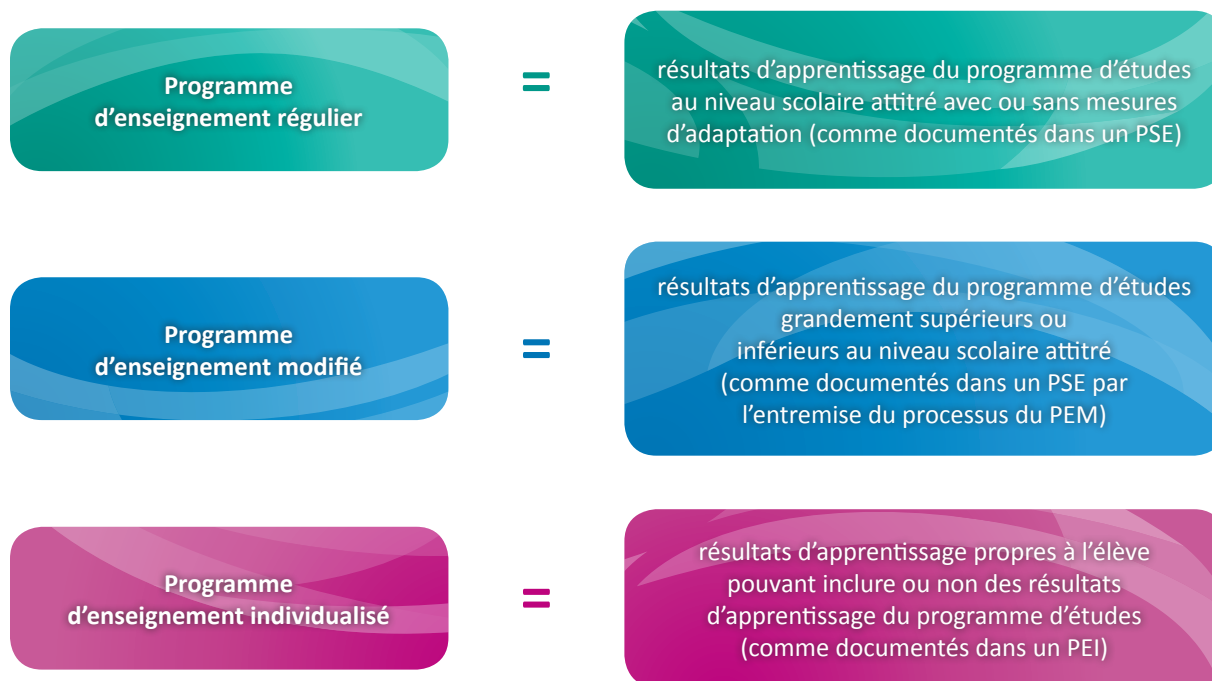 Programme
d’enseignement régulier
=
résultats d’apprentissage du programme d’études
au niveau scolaire attitré avec ou sans mesures
d’adaptation (comme documentés dans un PSE)
Programme
d’enseignement modifié
=
résultats d’apprentissage du programme d’études
grandement supérieurs ou
inférieurs au niveau scolaire attitré
(comme documentés dans un PSE par
l’entremise du processus du PEM)
Programme
d’enseignement individualisé
=
résultats d’apprentissage propres à l’élève
pouvant inclure ou non des résultats
d’apprentissage du programme d’études
(comme documentés dans un PEI)